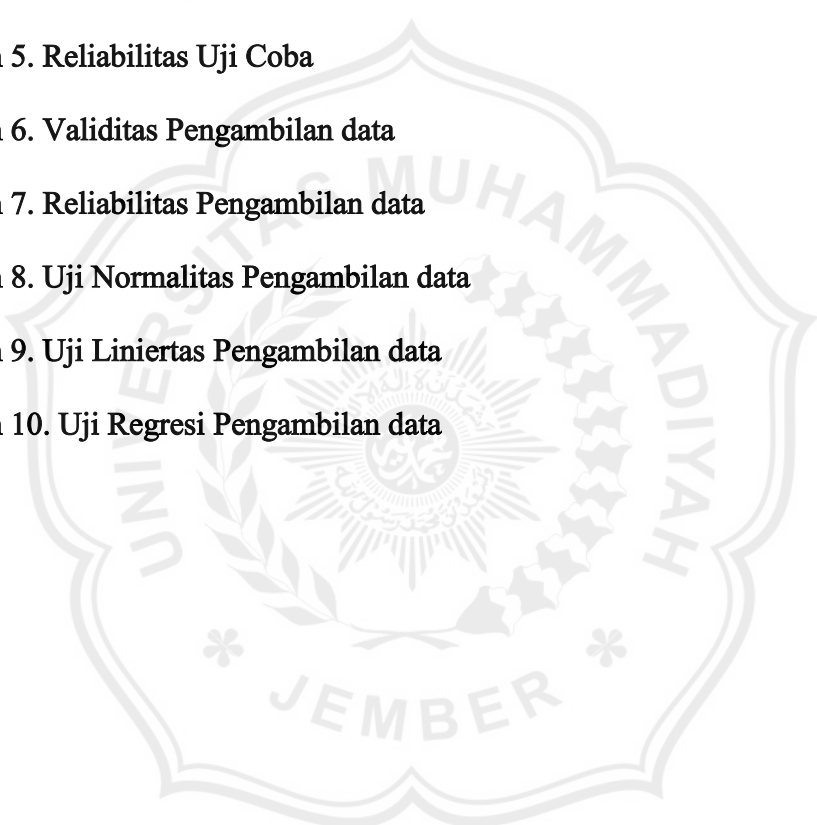 n 5. Reliabilitas Uji Coba
n 6. Validitas Pengambilan data
n 7. Reliabilitas Pengambilan data
n 8. Uji Normalitas Pengambilan data
n 9. Uji Liniertas Pengambilan data
n 10. Uji Regresi Pengambilan data
UNIVERSITAS MUHAMMADIYAH
JEMBER